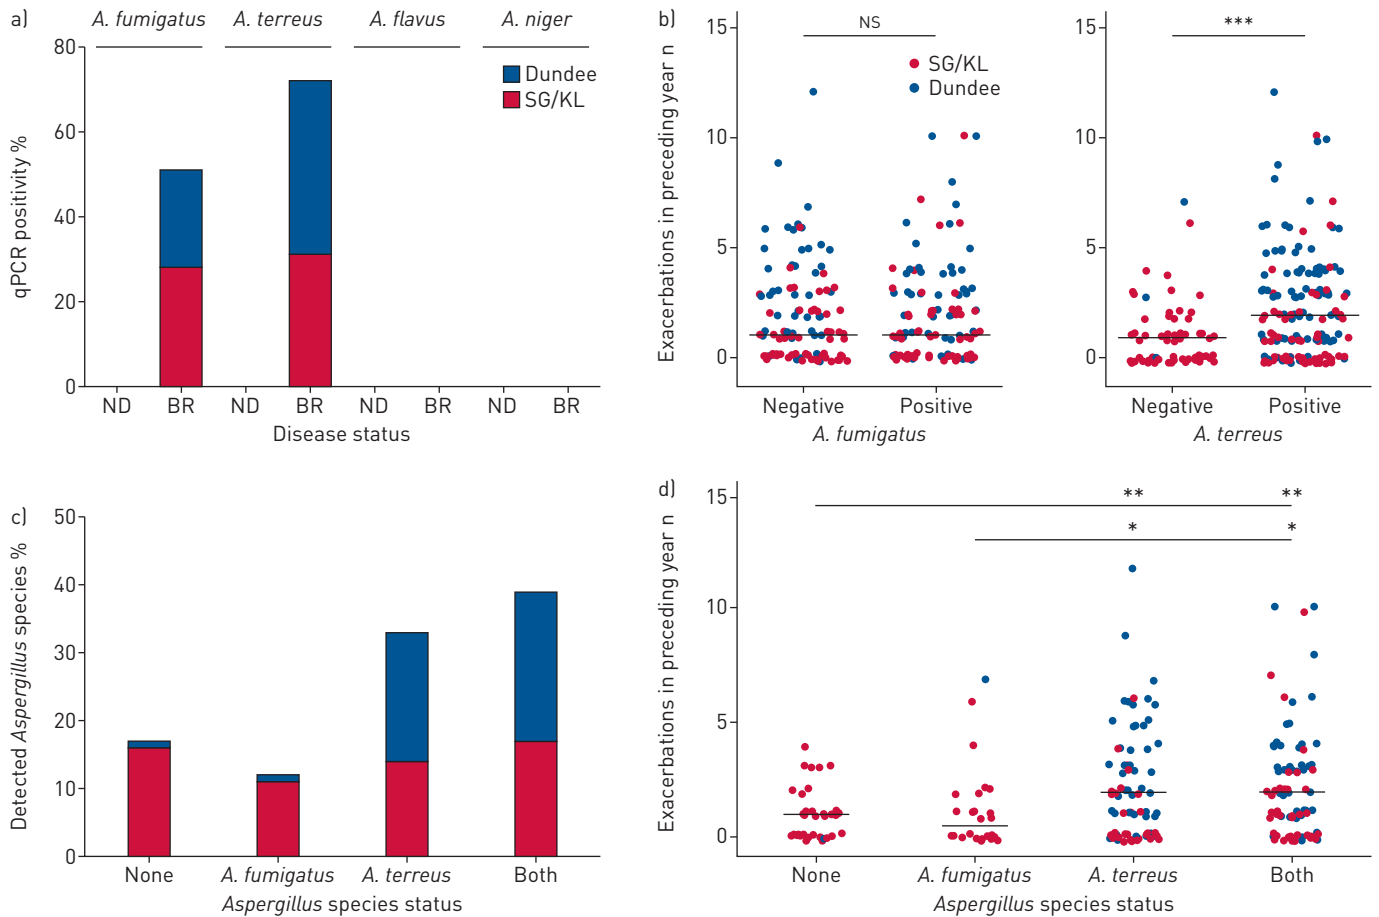 a)
A. fumigatus A. terreus A. flavus A. niger
80
60
40
20
0
qPCR positivity %
Dundee
SG/KL
ND BR ND BR ND BR ND BR
Disease status
b)
15
10
5
0
Exacerbations in preceding year n
NS
SG/KL
Dundee
Negative Positive
A. fumigatus
15
10
5
0
***
Negative Positive
A. terreus
c)
50
40
30
20
10
0
Detected Aspergillus species %
None A. fumigatus A. terreus Both
Aspergillus species status
d)
15
10
5
0
Exacerbations in preceding year n
** **
* *
None A. fumigatus A. terreus Both
Aspergillus species status